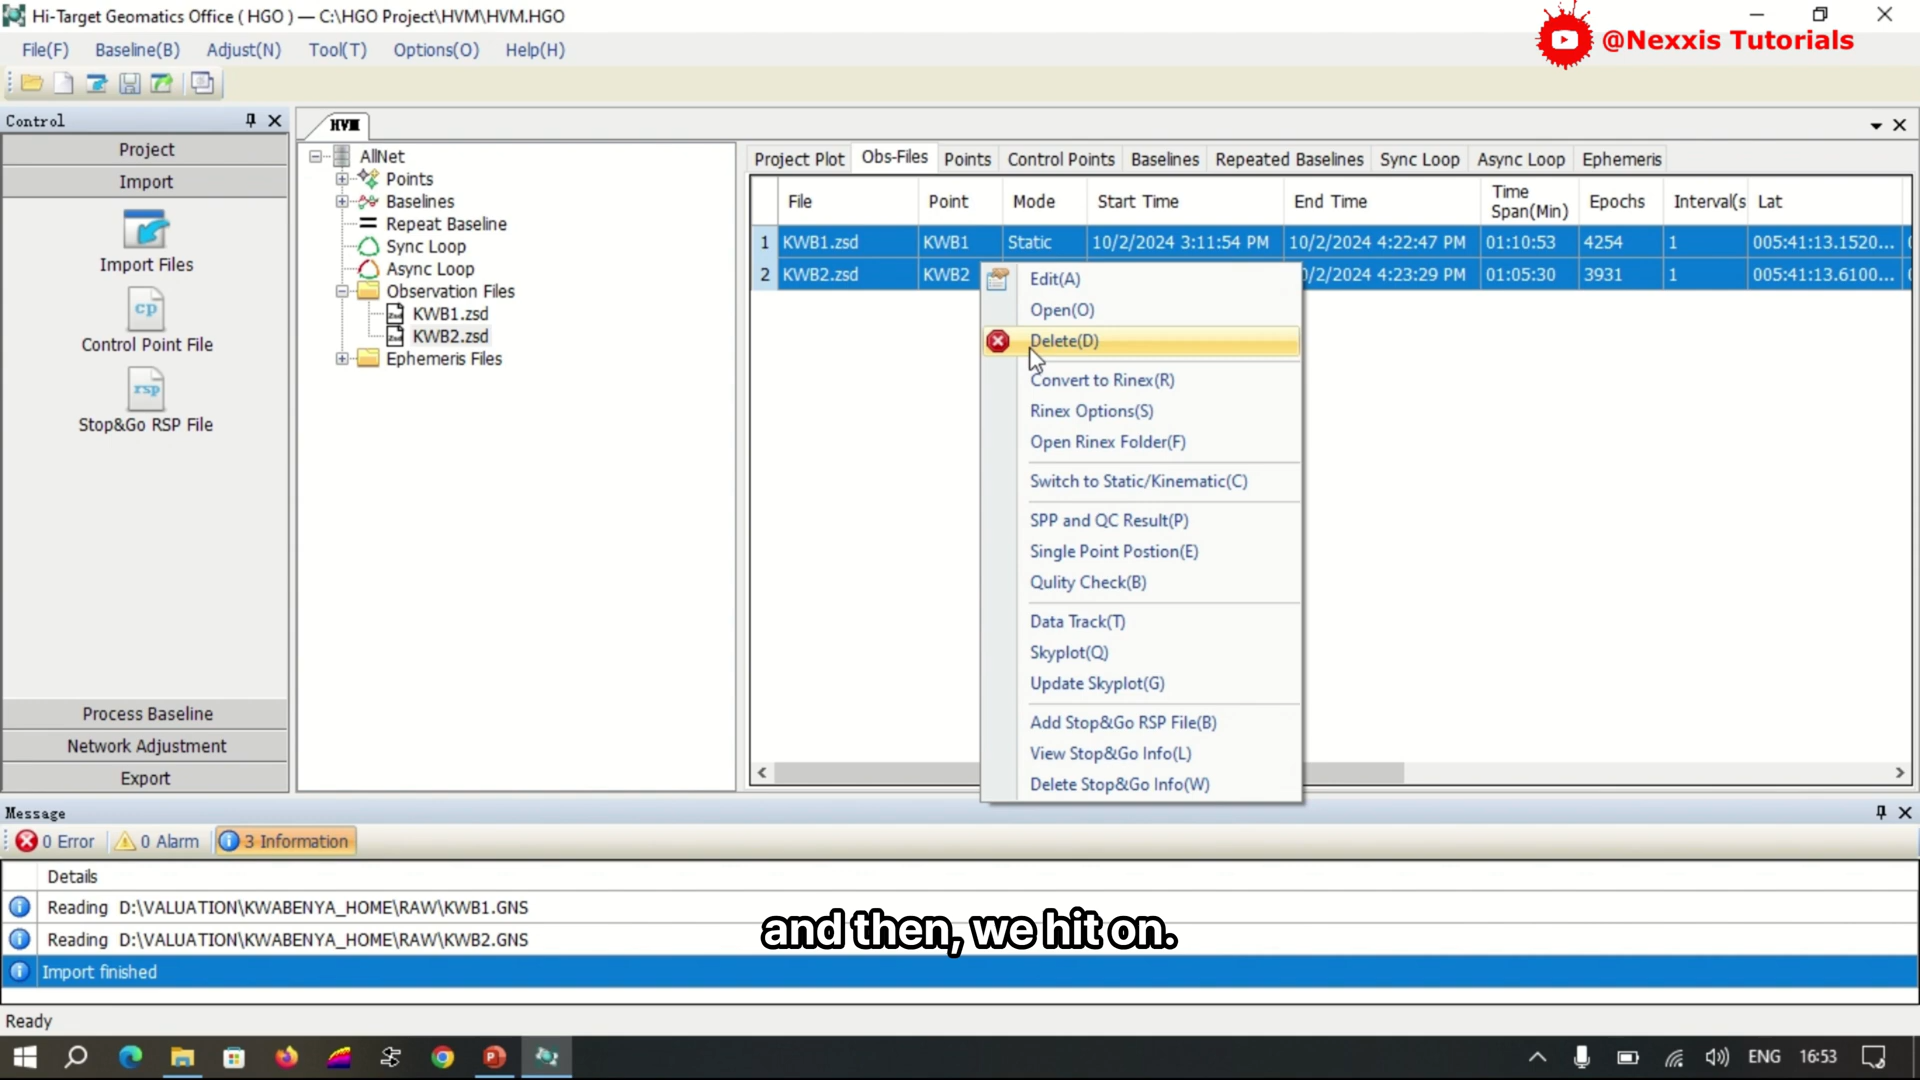 Hi-Target Geomatics Office ( HGO ) — C:\HGO Project\HVM\HVM.HGO
@Nexxis Tutorials
File(F) Baseline(B) Adjust(N) Tool(T) Options(O) Help(H)
Control
Project
Import
Import Files
cp
Control Point File
rsp
Stop&Go RSP File
Process Baseline
Network Adjustment
Export
HVM
AllNet
Points
Baselines
Repeat Baseline
Sync Loop
Async Loop
Observation Files
KWB1.zsd
KWB2.zsd
Ephemeris Files
Project Plot Obs-Files Points Control Points Baselines Repeated Baselines Sync Loop Async Loop Ephemeris
File Point Mode Start Time End Time Time Span(Min) Epochs Interval(s Lat
1 KWB1.zsd KWB1 Static 10/2/2024 3:11:54 PM 10/2/2024 4:22:47 PM 01:10:53 4254 1 005:41:13.1520...
2 KWB2.zsd KWB2 0/2/2024 4:23:29 PM 01:05:30 3931 1 005:41:13.6100...
Edit(A)
Open(O)
Delete(D)
Convert to Rinex(R)
Rinex Options(S)
Open Rinex Folder(F)
Switch to Static/Kinematic(C)
SPP and QC Result(P)
Single Point Postion(E)
Qulity Check(B)
Data Track(T)
Skyplot(Q)
Update Skyplot(G)
Add Stop&Go RSP File(B)
View Stop&Go Info(L)
Delete Stop&Go Info(W)
Message
0 Error 0 Alarm 3 Information
Details
Reading D:\VALUATION\KWABENYA_HOME\RAW\KWB1.GNS
Reading D:\VALUATION\KWABENYA_HOME\RAW\KWB2.GNS
Import finished
and then, we hit on.
Ready
ENG 16:53